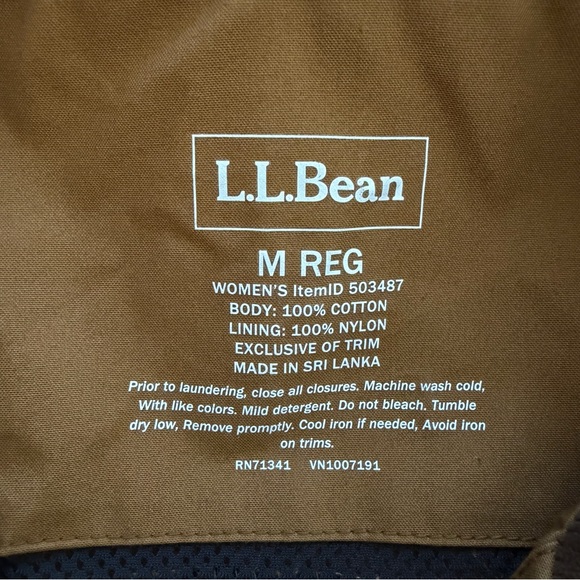 L.L.Bean
M REG
WOMEN'S ItemID 503487
BODY: 100% COTTON
LINING: 100% NYLON
EXCLUSIVE OF TRIM
MADE IN SRI LANKA
Prior to laundering, close all closures. Machine wash cold,
With like colors. Mild detergent. Do not bleach. Tumble
dry low, Remove promptly. Cool iron if needed, Avoid iron
on trims.
RN71341 VN1007191